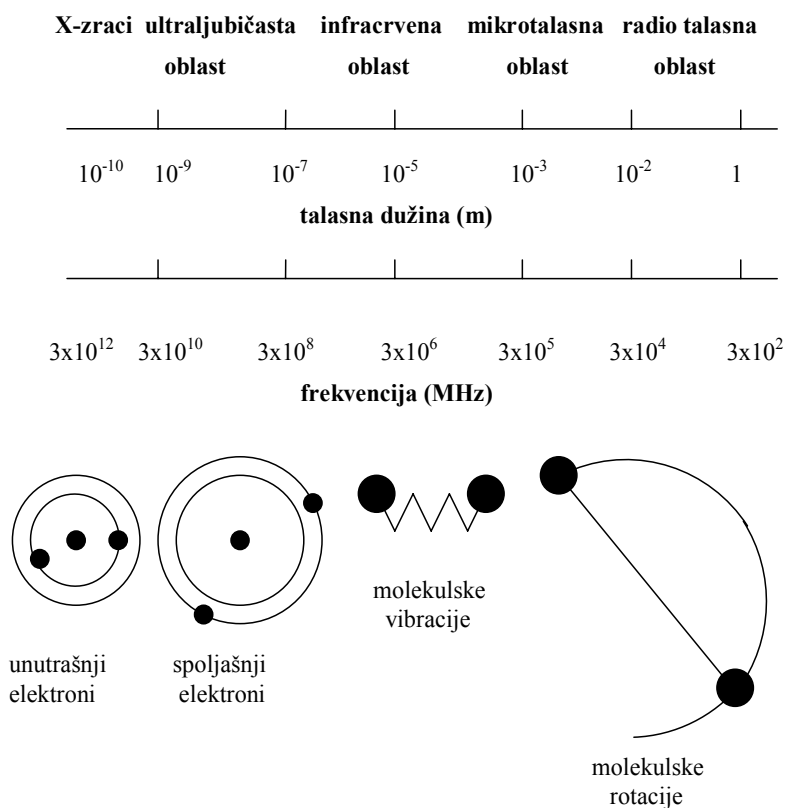 X-zraci ultraljubičasta infracrvena mikrotalasna radio talasna
oblast oblast oblast oblast
10⁻¹⁰ 10⁻⁹ 10⁻⁷ 10⁻⁵ 10⁻³ 10⁻² 1
talasna dužina (m)
3x10¹² 3x10¹⁰ 3x10⁸ 3x10⁶ 3x10⁵ 3x10⁴ 3x10²
frekvencija (MHz)
molekulske
vibracije
unutrašnji spoljašnji
elektroni elektroni
molekulske
rotacije